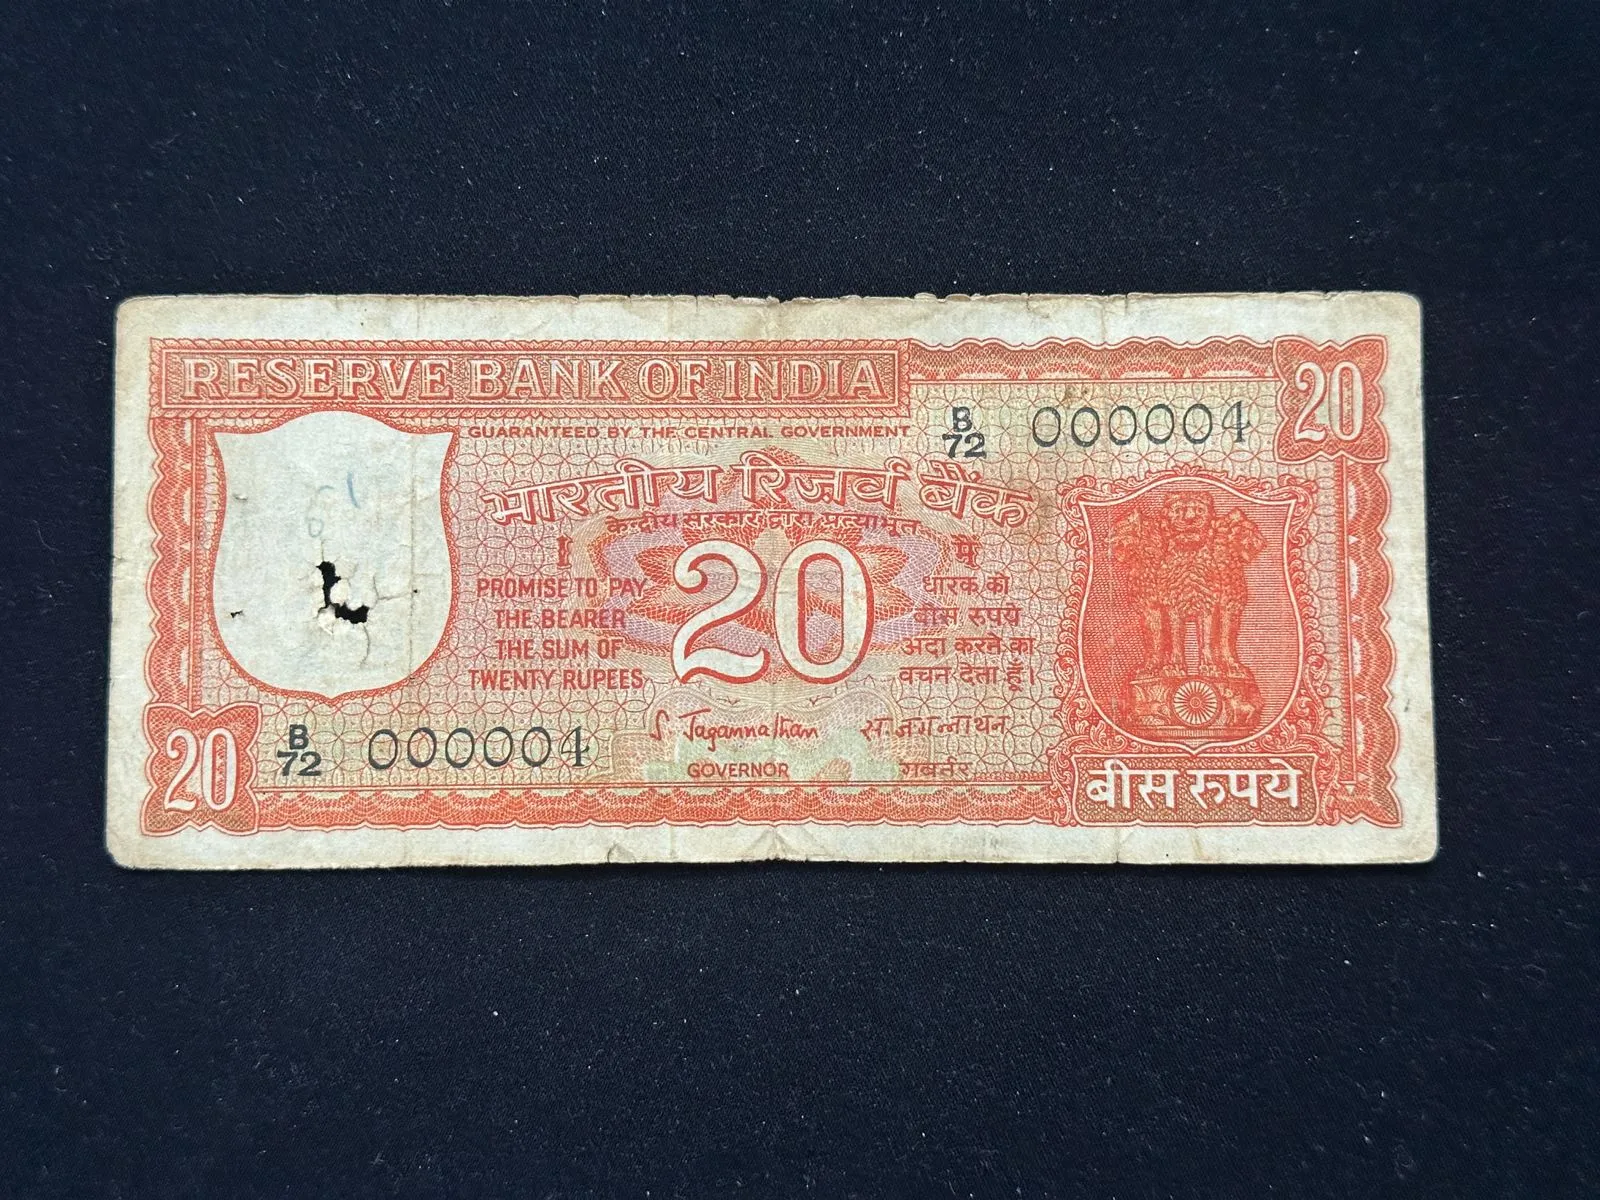 RESERVE BANK OF INDIA
20
GUARANTEED BY THE CENTRAL GOVERNMENT
B/72 000004
भारतीय रिज़र्व बैंक
केन्द्रीय सरकार द्वारा प्रत्याभूत
I
PROMISE TO PAY
THE BEARER
THE SUM OF
TWENTY RUPEES
20
मैं
धारक को
बीस रुपये
अदा करने का
वचन देता हूँ।
S. Jagannathan
स. जगन्नाथन
GOVERNOR
गवर्नर
B/72 000004
20
बीस रुपये